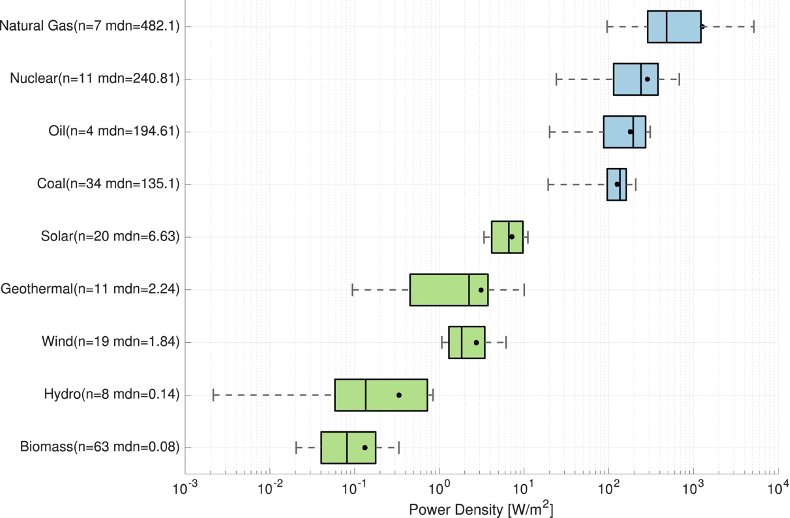 Natural Gas(n=7 mdn=482.1)
Nuclear(n=11 mdn=240.81)
Oil(n=4 mdn=194.61)
Coal(n=34 mdn=135.1)
Solar(n=20 mdn=6.63)
Geothermal(n=11 mdn=2.24)
Wind(n=19 mdn=1.84)
Hydro(n=8 mdn=0.14)
Biomass(n=63 mdn=0.08)
10⁻³ 10⁻² 10⁻¹ 10⁰ 10¹ 10² 10³ 10⁴
Power Density [W/m²]